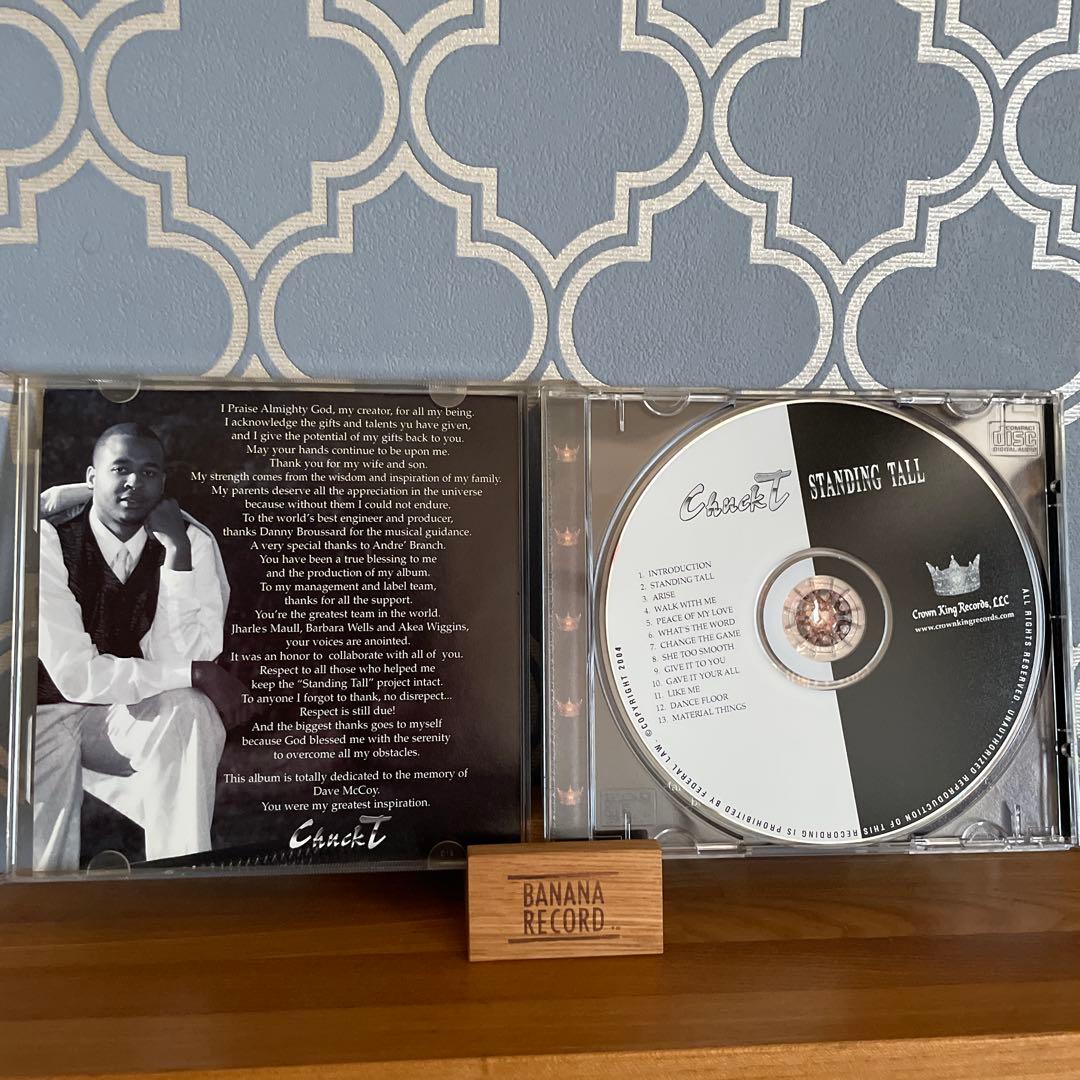 I Praise Almighty God, my creator, for all my being.
I acknowledge the gifts and talents yu have given,
and I give the potential of my gifts back to you.
May your hands continue to be upon me.
Thank you for my wife and son.
My strength comes from the wisdom and inspiration of my family.
My parents deserve all the appreciation in the universe
because without them I could not endure.
To the world's best engineer and producer,
thanks Danny Broussard for the musical guidance.
A very special thanks to Andre' Branch.
You have been a true blessing to me
and the production of my album.
To my management and label team,
thanks for all the support.
You're the greatest team in the world.
Jharles Maull, Barbara Wells and Akea Wiggins,
your voices are anointed.
It was an honor to collaborate with all of you.
Respect to all those who helped me
keep the "Standing Tall" project intact.
To anyone I forgot to thank, no disrepect...
Respect is still due!
And the biggest thanks goes to myself
because God blessed me with the serenity
to overcome all my obstacles.
This album is totally dedicated to the memory of
Dave McCoy.
You were my greatest inspiration.
Chuck T
Chuck T
STANDING TALL
1. INTRODUCTION
2. STANDING TALL
3. ARISE
4. WALK WITH ME
5. PEACE OF MY LOVE
6. WHAT'S THE WORD
7. CHANGE THE GAME
8. SHE TOO SMOOTH
9. GIVE IT TO YOU
10. GAVE IT YOUR ALL
11. LIKE ME
12. DANCE FLOOR
13. MATERIAL THINGS
Crown King Records, LLC
www.crownkingrecords.com
ALL RIGHTS RESERVED. UNAUTHORIZED REPRODUCTION OF THIS RECORDING IS PROHIBITED BY FEDERAL LAW. ©COPYRIGHT 2004
COMPACT
disc
DIGITAL AUDIO
BANANA
RECORD